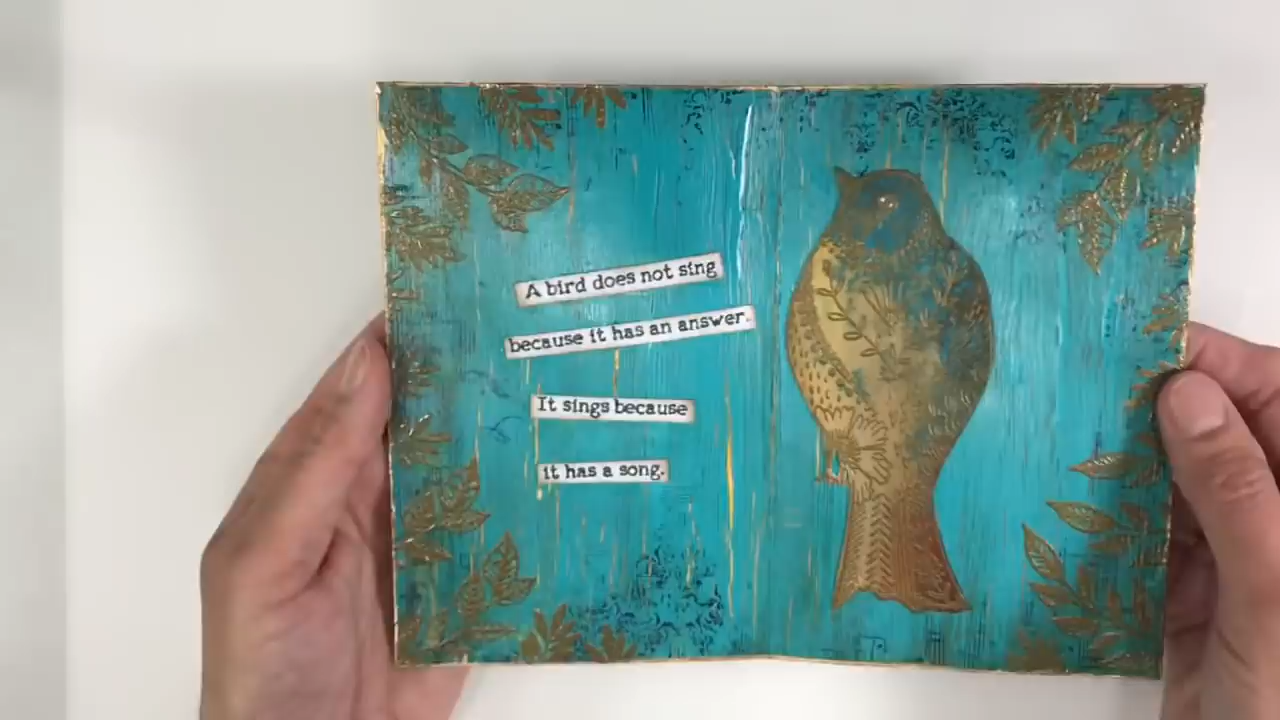 A bird does not sing
because it has an answer.
It sings because
it has a song.